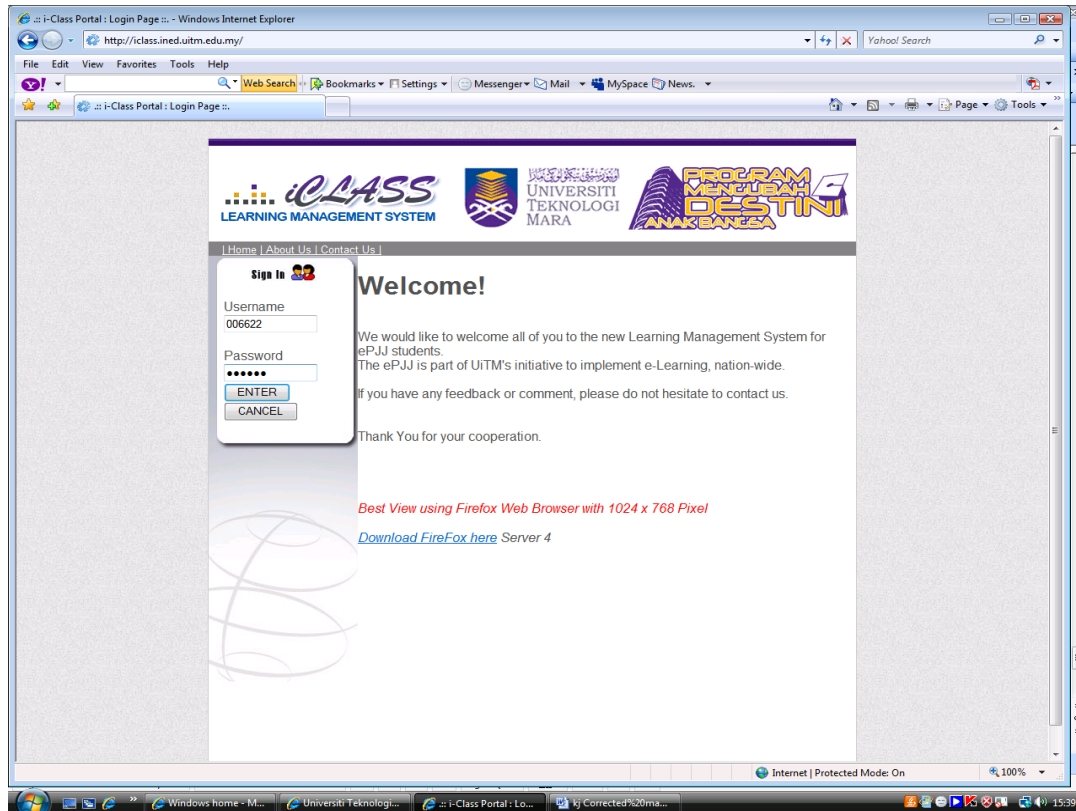 .:: i-Class Portal : Login Page ::. - Windows Internet Explorer
http://iclass.ined.uitm.edu.my/
Yahoo! Search
File Edit View Favorites Tools Help
Y! Web Search Bookmarks Settings Messenger Mail MySpace News.
.:: i-Class Portal : Login Page ::.
Page Tools
iCLASS
LEARNING MANAGEMENT SYSTEM
UNIVERSITI
TEKNOLOGI
MARA
PROGRAM
MENGUBAH
DESTINI
ANAK BANGSA
| Home | About Us | Contact Us |
Sign In
Username
006622
Password
••••••
ENTER
CANCEL
Welcome!
We would like to welcome all of you to the new Learning Management System for
ePJJ students.
The ePJJ is part of UiTM's initiative to implement e-Learning, nation-wide.
If you have any feedback or comment, please do not hesitate to contact us.
Thank You for your cooperation.
Best View using Firefox Web Browser with 1024 x 768 Pixel
Download FireFox here Server 4
Internet | Protected Mode: On 100%
Windows home - M... Universiti Teknologi... .:: i-Class Portal : Lo... kj Corrected%20ma... 15:39